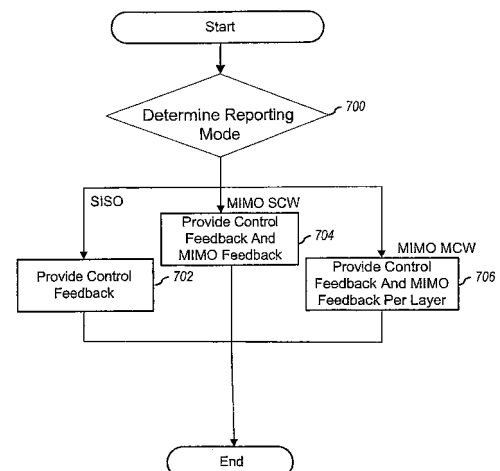 Start
Determine Reporting
Mode
700
SISO
MIMO SCW
Provide Control
Feedback And
MIMO Feedback
704
MIMO MCW
Provide Control
Feedback
702
Provide Control
Feedback And MIMO
Feedback Per Layer
706
End